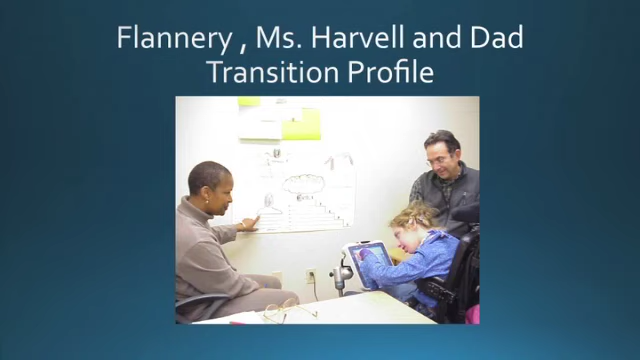 Flannery , Ms. Harvell and Dad
Transition Profile